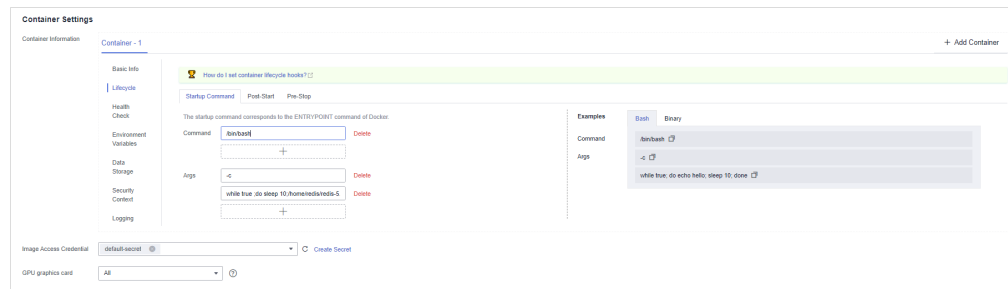 Container Settings
Container Information
Container - 1
+ Add Container
Basic Info
Lifecycle
Health
Check
Environment
Variables
Data
Storage
Security
Context
Logging
How do I set container lifecycle hooks?
Startup Command Post-Start Pre-Stop
The startup command corresponds to the ENTRYPOINT command of Docker.
Command /bin/bash Delete
+
Args -c Delete
while true ;do sleep 10;/home/redis/redis-5 Delete
+
Examples Bash Binary
Command /bin/bash
Args -c
while true; do echo hello; sleep 10; done
Image Access Credential default-secret Create Secret
GPU graphics card All